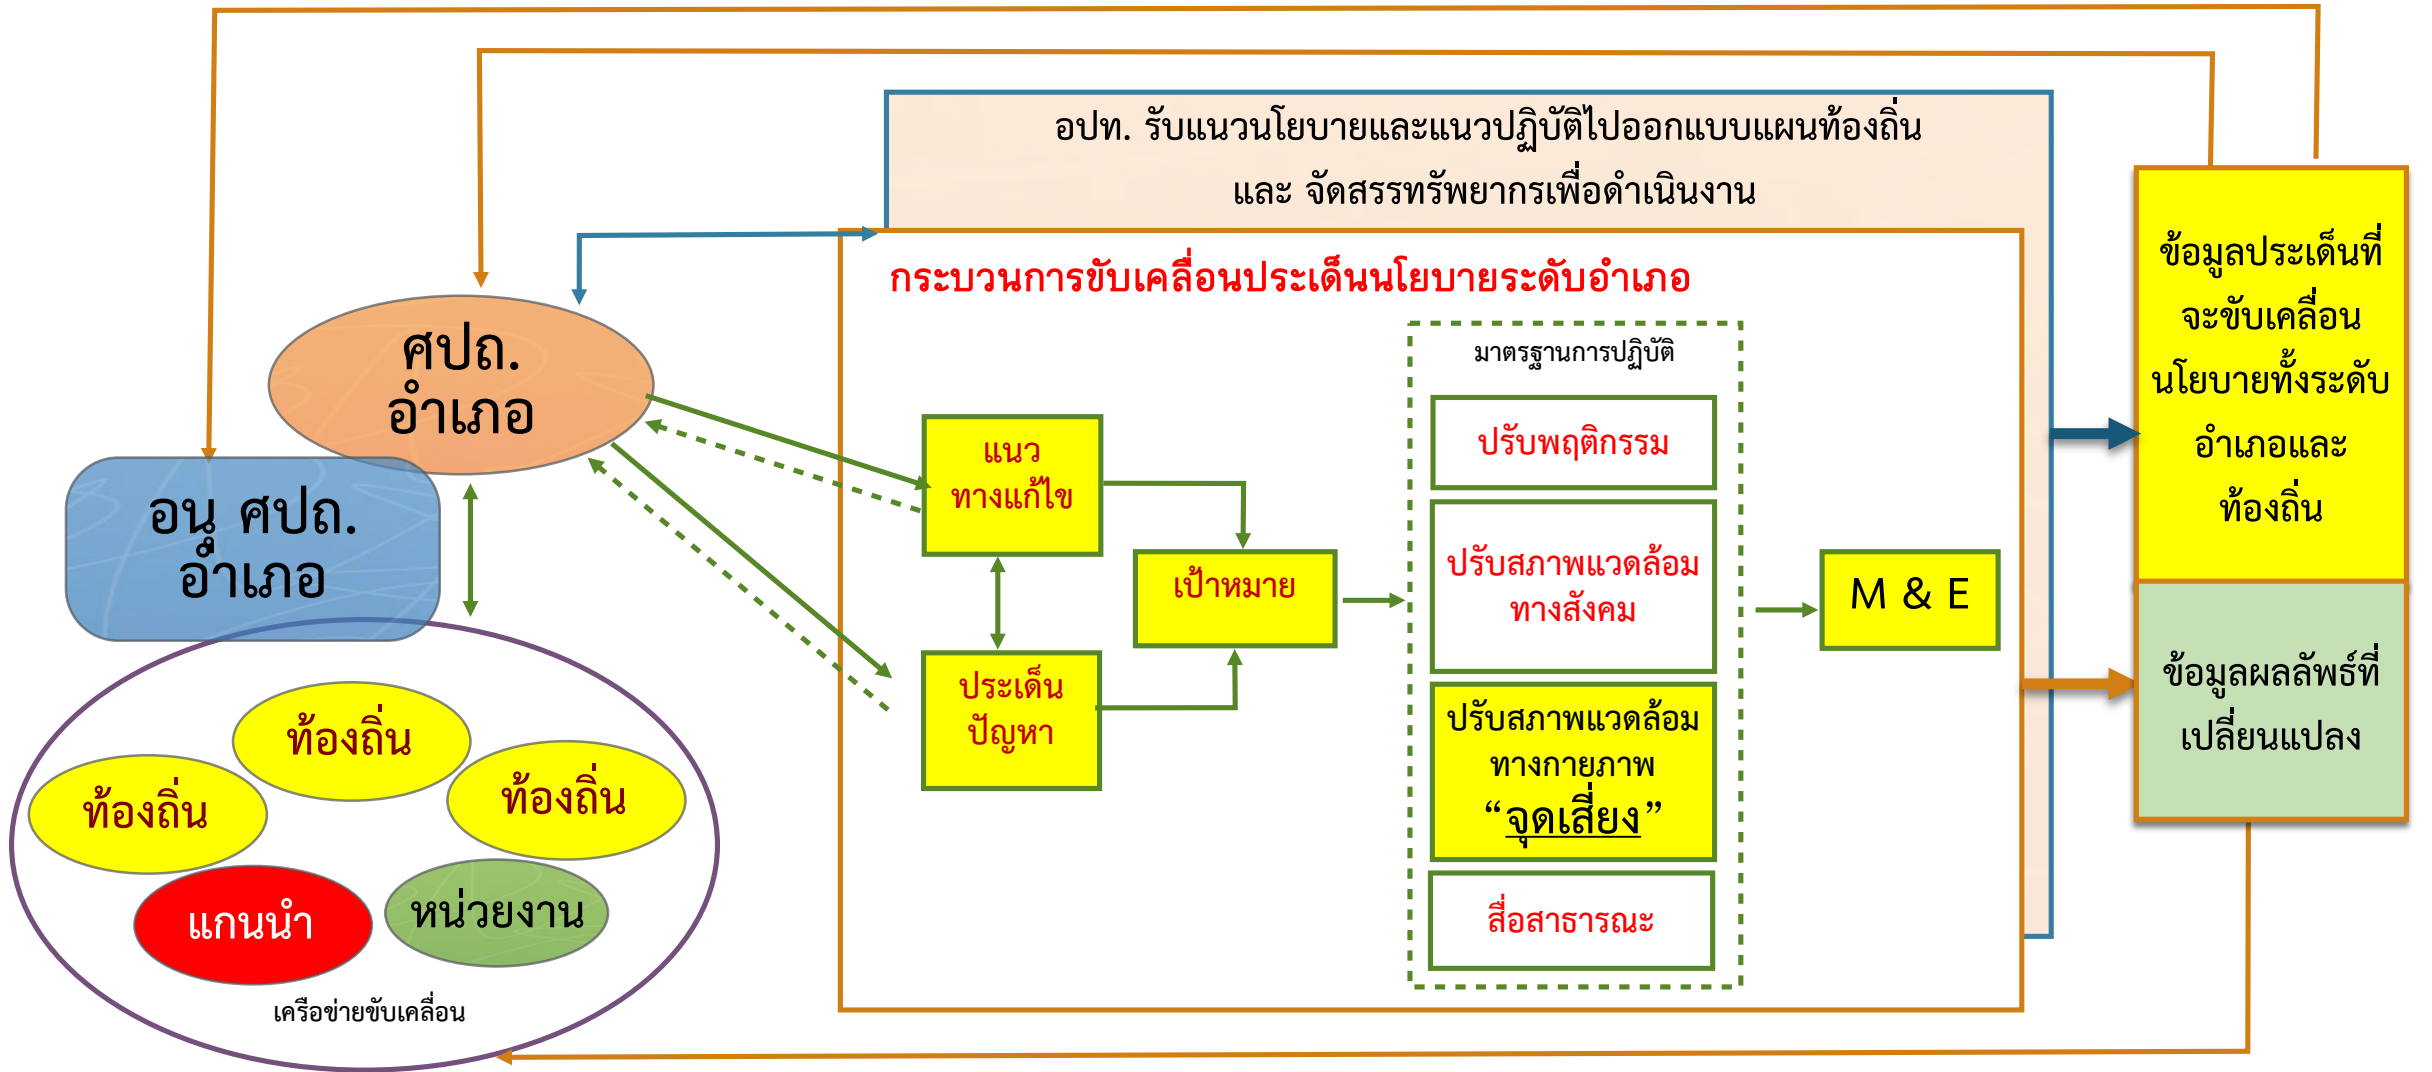 อปท. รับแนวนโยบายและแนวปฏิบัติไปออกแบบแผนท้องถิ่น
และ จัดสรรทรัพยากรเพื่อดำเนินงาน
กระบวนการขับเคลื่อนประเด็นนโยบายระดับอำเภอ
ศปถ.
อำเภอ
อนุ ศปถ.
อำเภอ
ท้องถิ่น
ท้องถิ่น
ท้องถิ่น
แกนนำ
หน่วยงาน
เครือข่ายขับเคลื่อน
แนว
ทางแก้ไข
ประเด็น
ปัญหา
เป้าหมาย
มาตรฐานการปฏิบัติ
ปรับพฤติกรรม
ปรับสภาพแวดล้อม
ทางสังคม
ปรับสภาพแวดล้อม
ทางกายภาพ
“จุดเสี่ยง”
สื่อสาธารณะ
M & E
ข้อมูลประเด็นที่
จะขับเคลื่อน
นโยบายทั้งระดับ
อำเภอและ
ท้องถิ่น
ข้อมูลผลลัพธ์ที่
เปลี่ยนแปลง